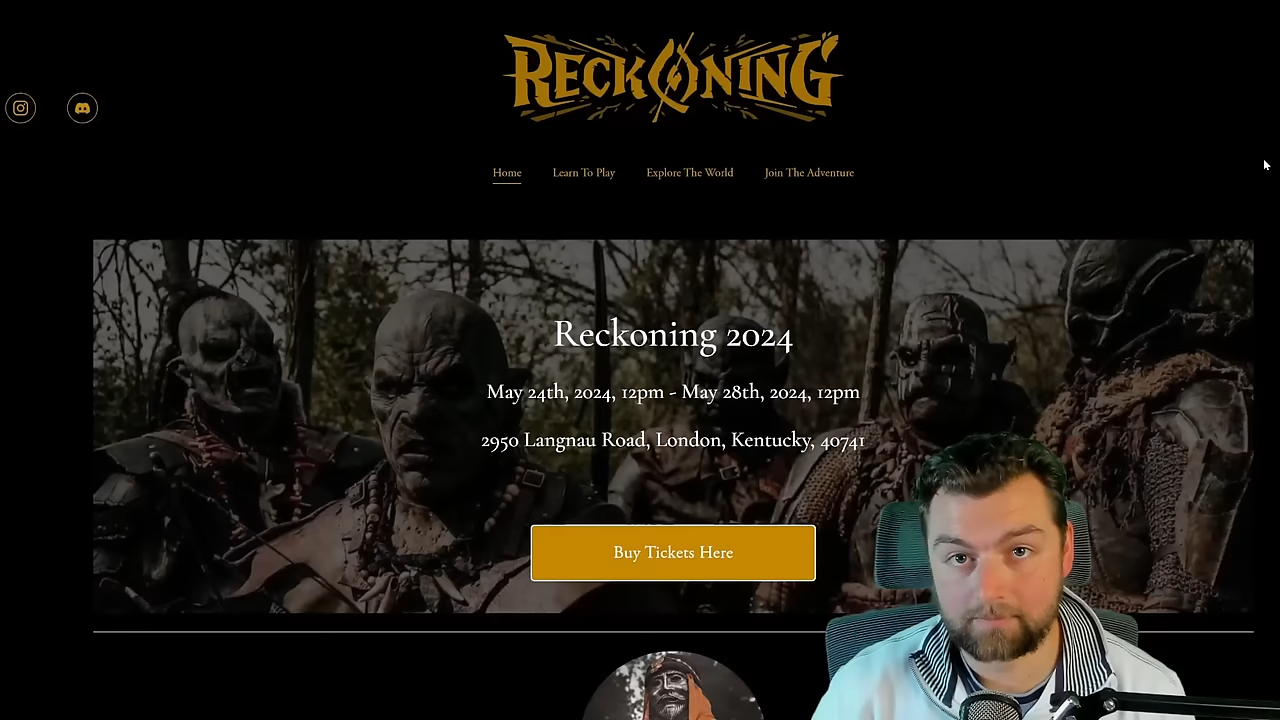 RECKONING
Home Learn To Play Explore The World Join The Adventure
Reckoning 2024
May 24th, 2024, 12pm - May 28th, 2024, 12pm
2950 Langnau Road, London, Kentucky, 40741
Buy Tickets Here